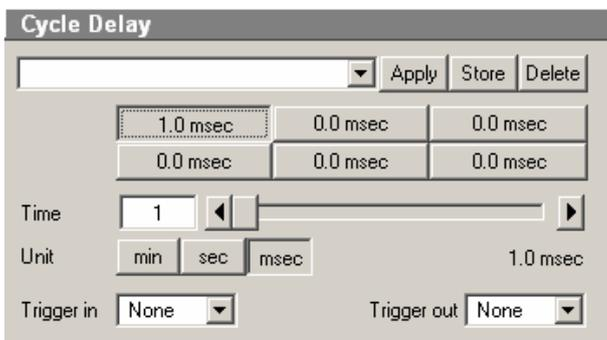 Cycle Delay
Apply Store Delete
1.0 msec 0.0 msec 0.0 msec
0.0 msec 0.0 msec 0.0 msec
Time 1
Unit min sec msec 1.0 msec
Trigger in None Trigger out None